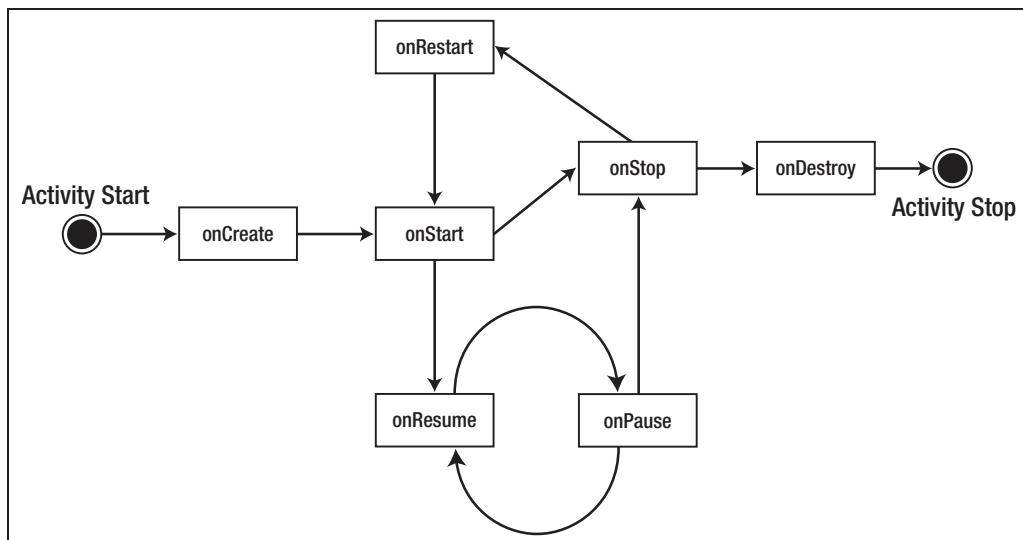 onRestart
onStop
onDestroy
Activity Start
Activity Stop
onCreate
onStart
onResume
onPause